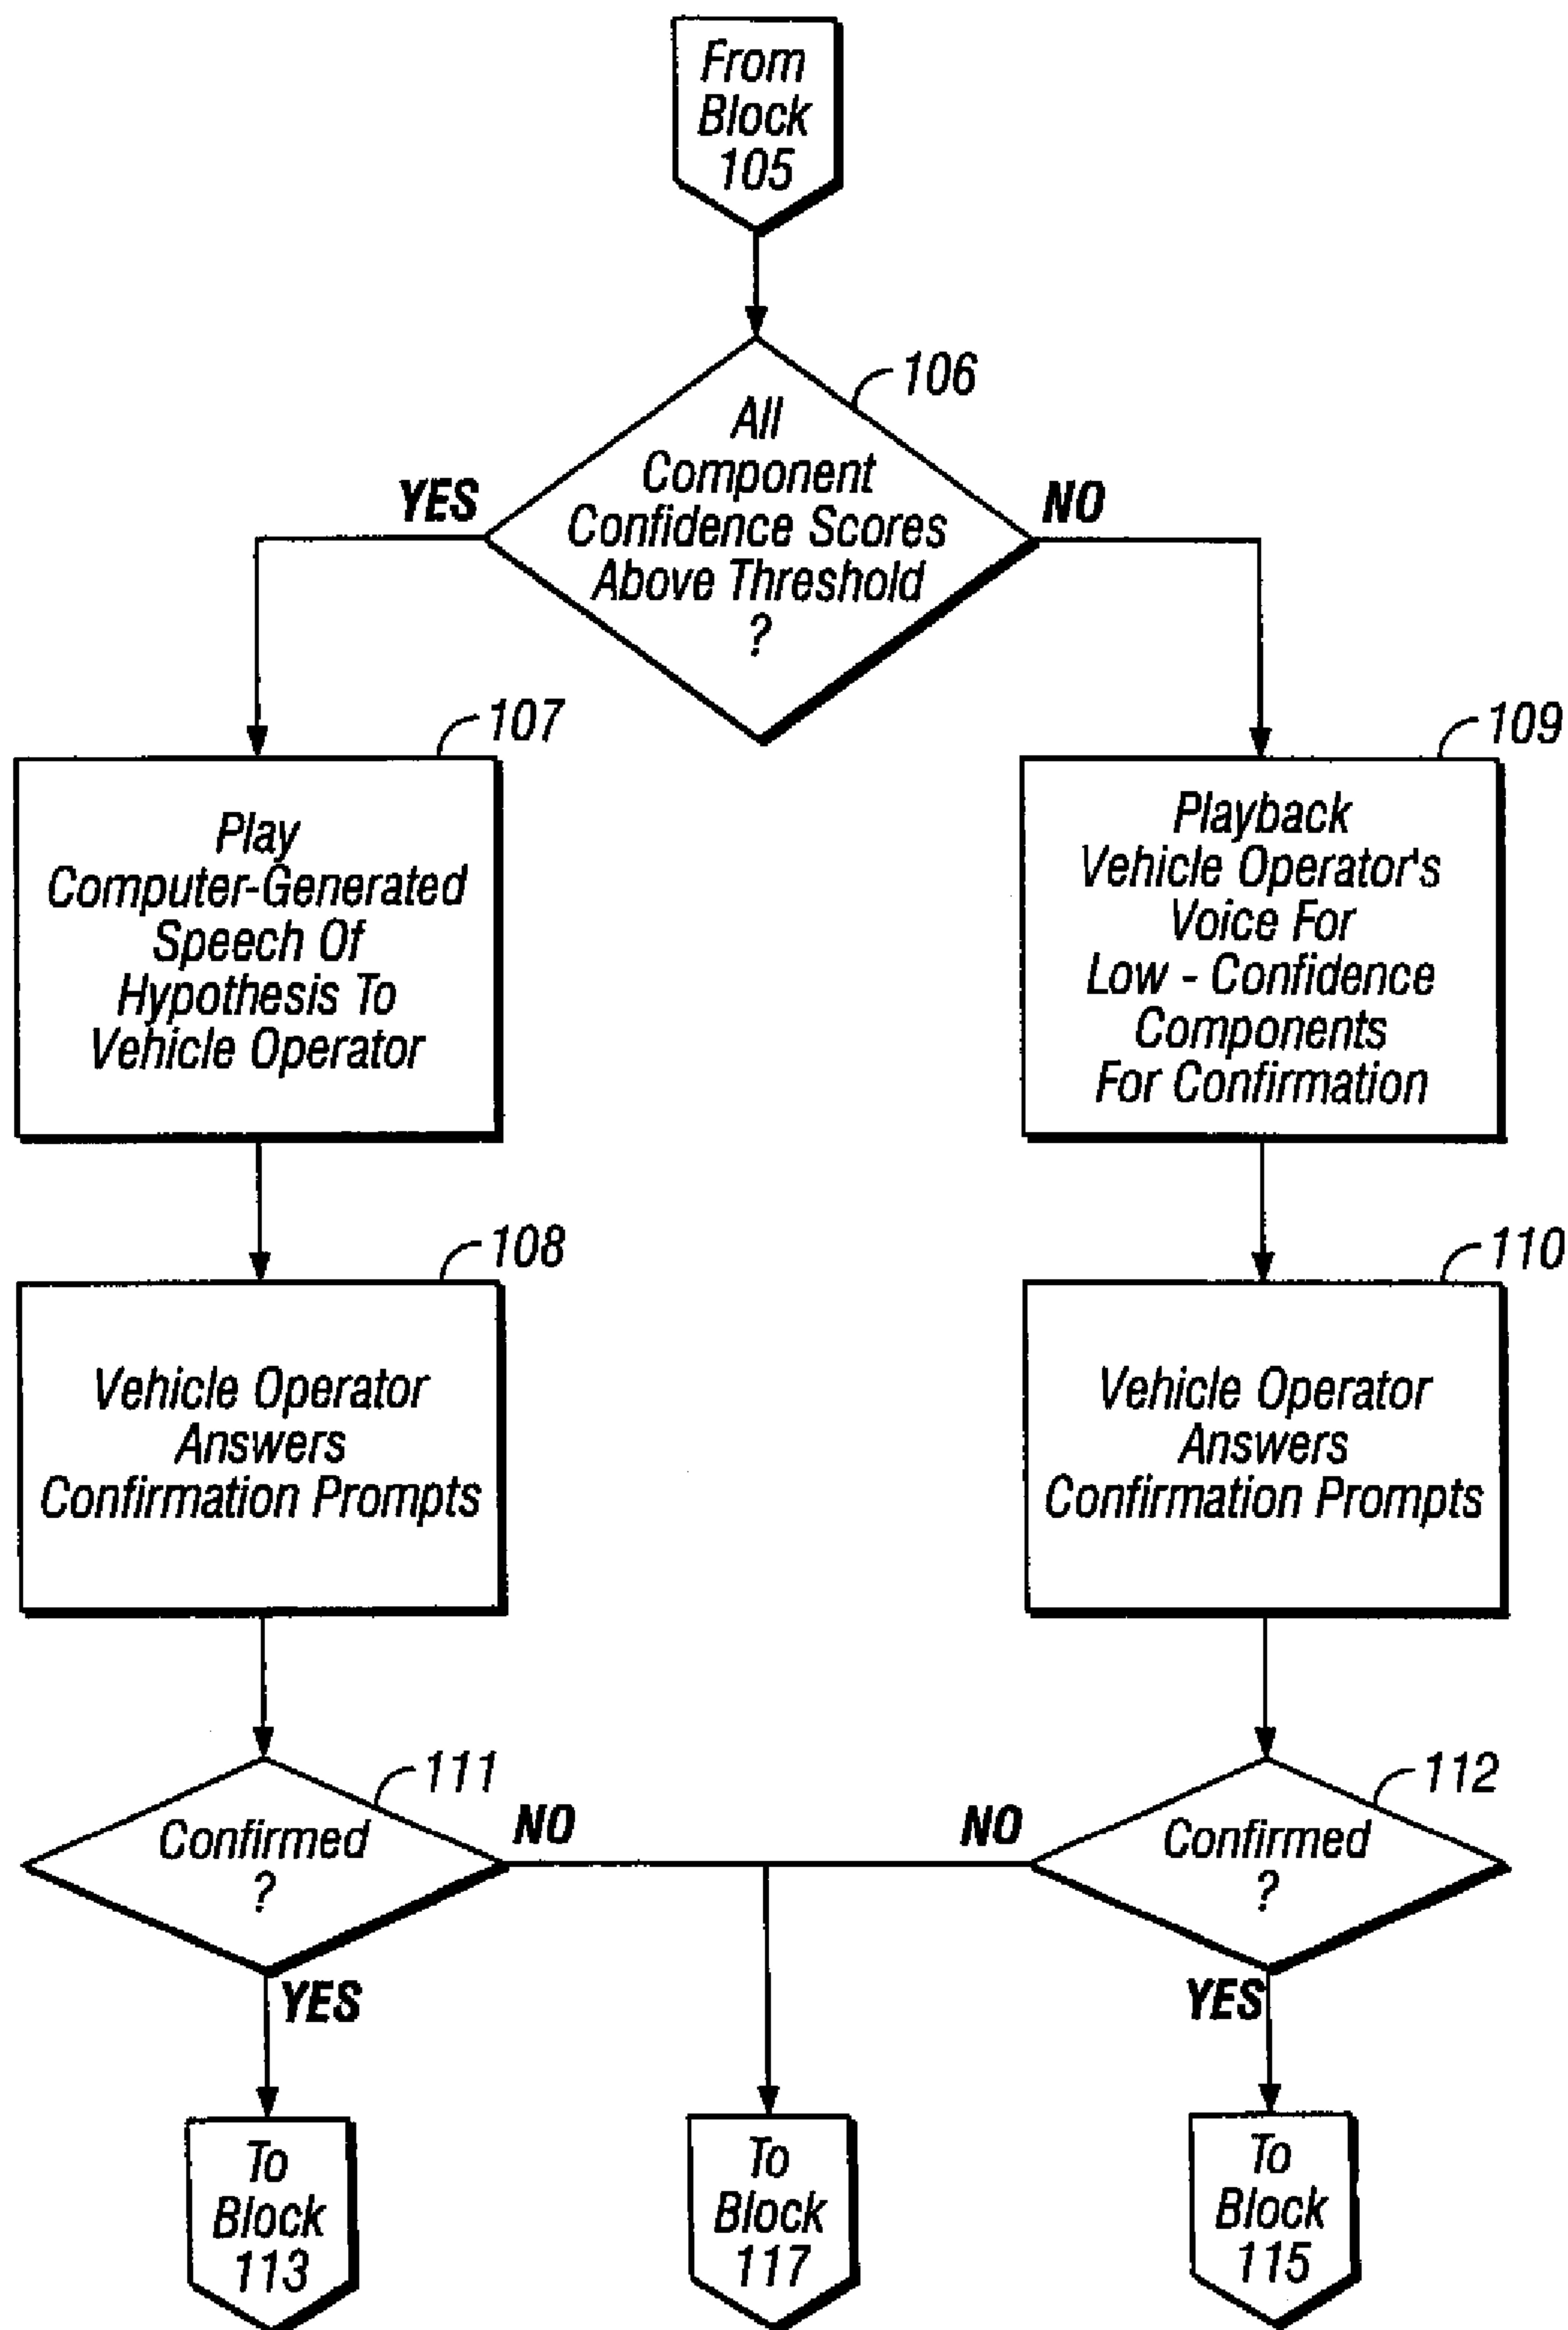 From
Block
105
106
All
Component
Confidence Scores
Above Threshold
?
YES
NO
107
Play
Computer-Generated
Speech Of
Hypothesis To
Vehicle Operator
109
Playback
Vehicle Operator's
Voice For
Low - Confidence
Components
For Confirmation
108
Vehicle Operator
Answers
Confirmation Prompts
110
Vehicle Operator
Answers
Confirmation Prompts
111
Confirmed
?
NO
NO
112
Confirmed
?
YES
YES
To
Block
113
To
Block
117
To
Block
115